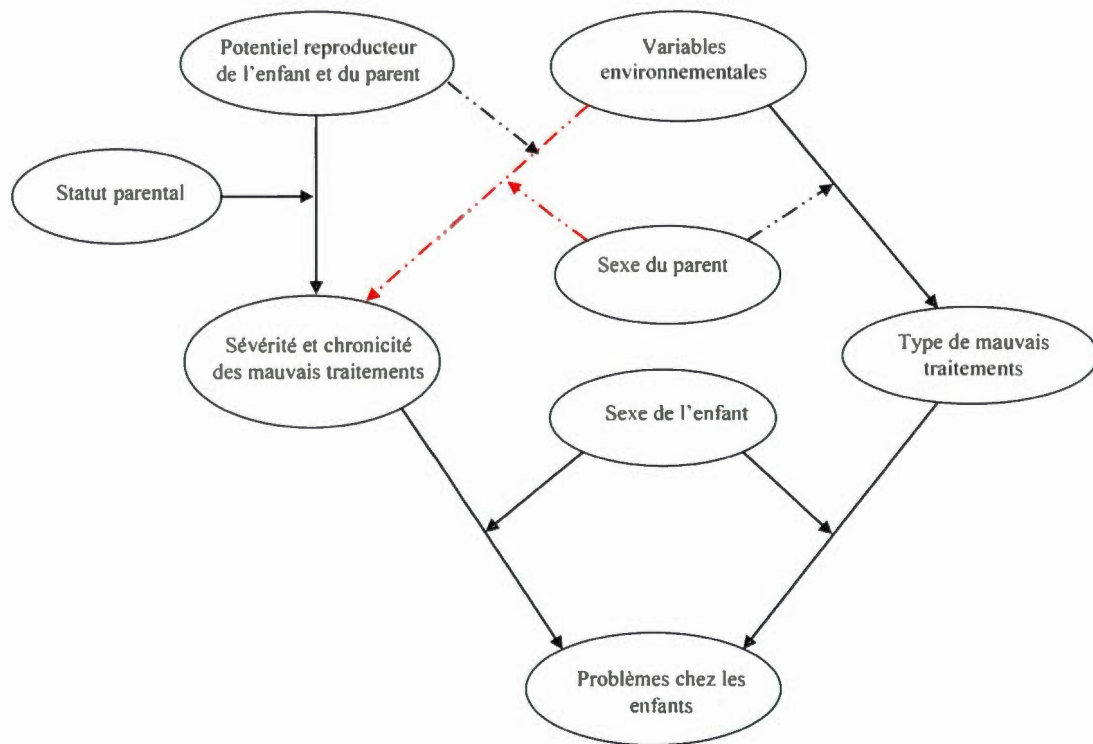 Potentiel reproducteur
de l'enfant et du parent
Variables
environnementales
Statut parental
Sexe du parent
Sévérité et chronicité
des mauvais traitements
Type de mauvais
traitements
Sexe de l'enfant
Problèmes chez les
enfants